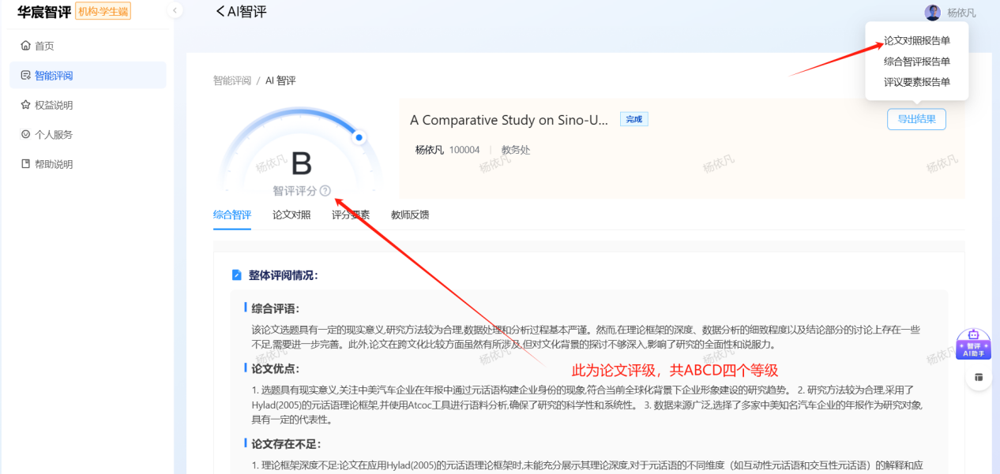 华宸智评 机构·学生端
AI智评
杨依凡
首页
智能评阅
权益说明
个人服务
帮助说明
论文对照报告单
综合智评报告单
评议要素报告单
智能评阅 / AI 智评
B
智评评分
A Comparative Study on Sino-U... 完成
导出结果
杨依凡 100004 教务处
杨依凡
杨依凡
杨依凡
杨依凡
综合智评 论文对照 评分要素 教师反馈
整体评阅情况：
综合评语：
该论文选题具有一定的现实意义,研究方法较为合理,数据处理和分析过程基本严谨。然而,在理论框架的深度、数据分析的细致程度以及结论部分的讨论上存在一些
不足,需要进一步完善。此外,论文在跨文化比较方面虽然有所涉及,但对文化背景的探讨不够深入,影响了研究的全面性和说服力。
杨依凡
杨依凡
杨依凡
杨依凡
智评
AI助手
论文优点：
此为论文评级，共ABCD四个等级
1. 选题具有现实意义,关注中美汽车企业在年报中通过元话语构建企业身份的现象,符合当前全球化背景下企业形象建设的研究趋势。 2. 研究方法较为合理,采用了
Hylad(2005)的元话语理论框架,并使用Atcoc工具进行语料分析,确保了研究的科学性和系统性。 3. 数据来源广泛,选择了多家中美知名汽车企业的年报作为研究对象,
具有一定的代表性。
论文存在不足：
1. 理论框架深度不足:论文在应用Hylad(2005)的元话语理论框架时,未能充分展示其理论深度,对于元话语的不同维度（如互动性元话语和交互性元话语）的解释和应